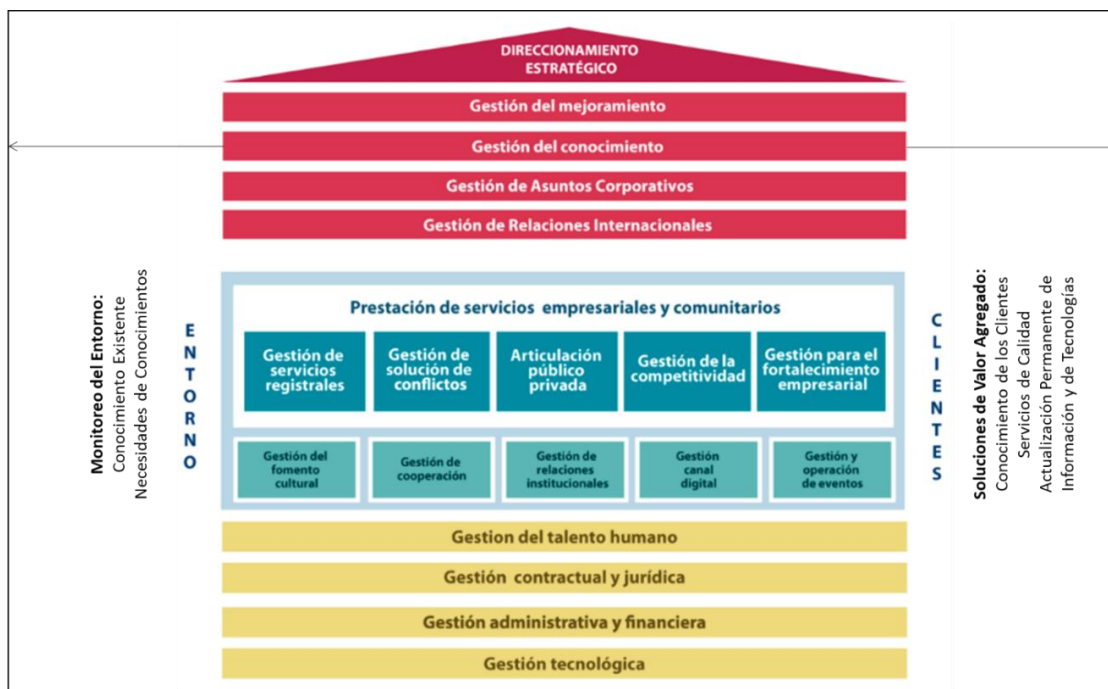 DIRECCIONAMIENTO
ESTRATÉGICO
Gestión del mejoramiento
Gestión del conocimiento
Gestión de Asuntos Corporativos
Gestión de Relaciones Internacionales
Monitoreo del Entorno:
Conocimiento Existente
Necesidades de Conocimientos
ENTORNO
Prestación de servicios empresariales y comunitarios
Gestión de
servicios
registrales
Gestión de
solución de
conflictos
Articulación
público
privada
Gestión de la
competitividad
Gestión para el
fortalecimiento
empresarial
Gestión del
fomento
cultural
Gestión de
cooperación
Gestión de
relaciones
institucionales
Gestión
canal
digital
Gestión y
operación
de eventos
CLIENTES
Soluciones de Valor Agregado:
Conocimiento de los Clientes
Servicios de Calidad
Actualización Permanente de
Información y de Tecnologías
Gestion del talento humano
Gestión contractual y jurídica
Gestión administrativa y financiera
Gestión tecnológica